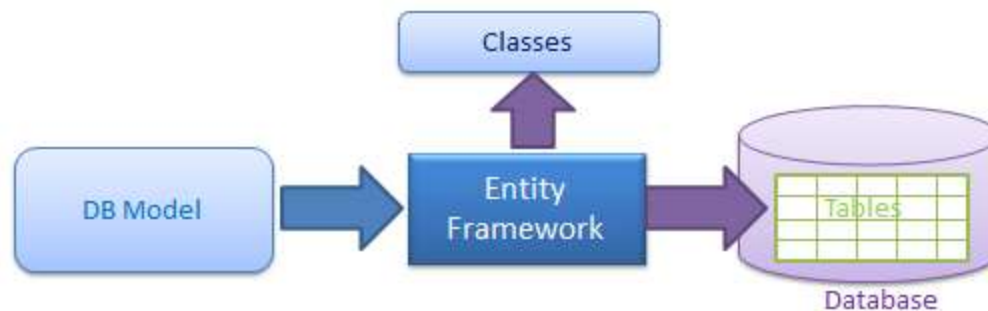 Classes
DB Model
Entity
Framework
Tables
Database